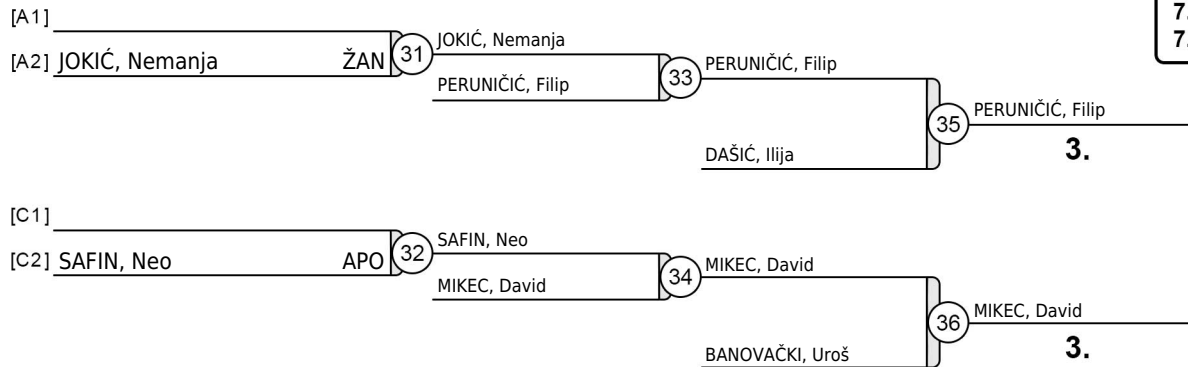 [A1]
[A2] JOKIĆ, Nemanja ŽAN
31
JOKIĆ, Nemanja
PERUNIČIĆ, Filip
33
PERUNIČIĆ, Filip
DAŠIĆ, Ilija
35
PERUNIČIĆ, Filip
3.
7.
7.
[C1]
[C2] SAFIN, Neo APO
32
SAFIN, Neo
MIKEC, David
34
MIKEC, David
BANOVAČKI, Uroš
36
MIKEC, David
3.